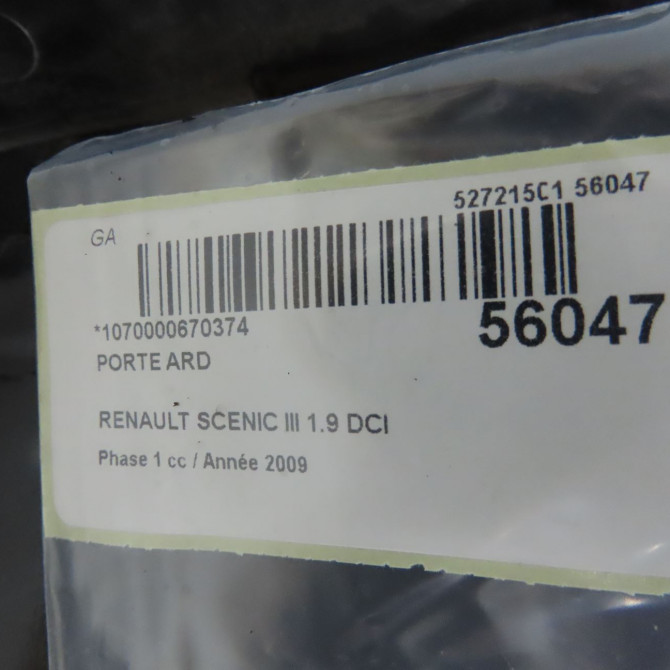 527215C1 56047
GA
*1070000670374
56047
PORTE ARD
RENAULT SCENIC III 1.9 DCI
Phase 1 cc / Année 2009